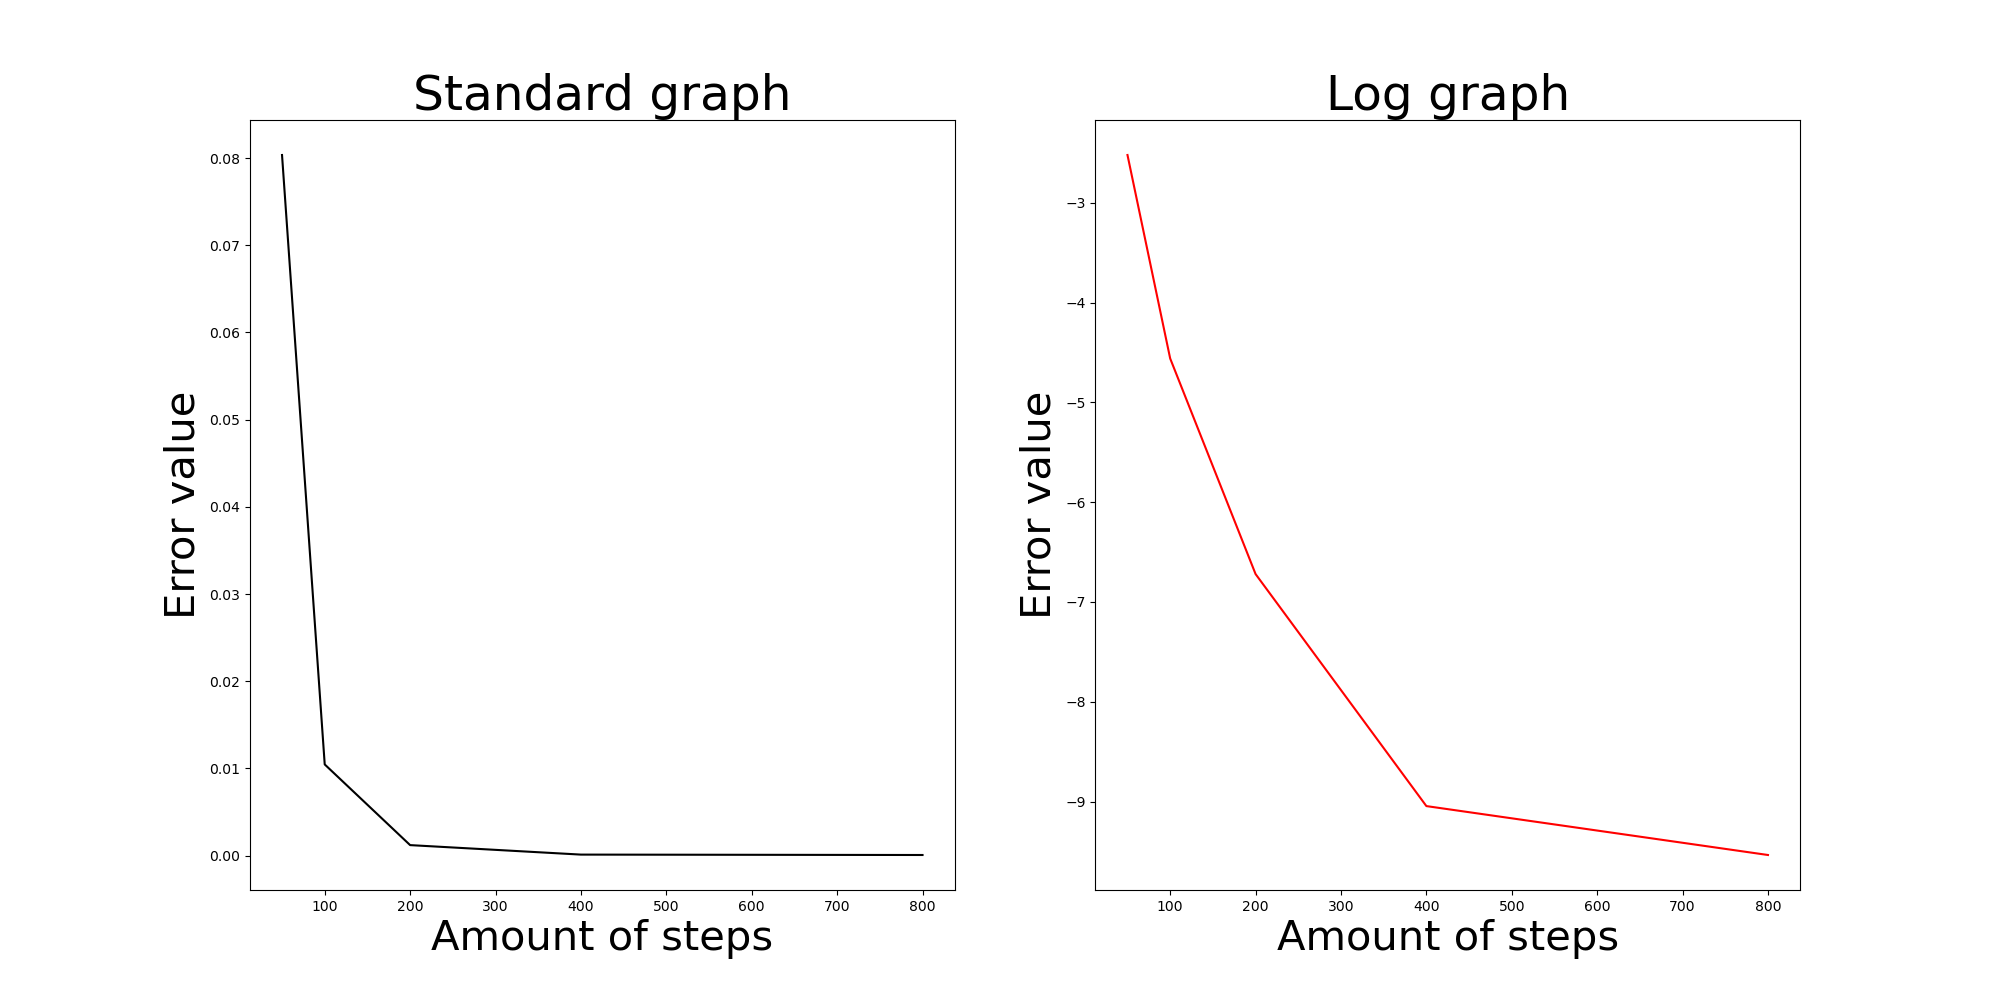 Standard graph
Error value
0.08
0.07
0.06
0.05
0.04
0.03
0.02
0.01
0.00
100 200 300 400 500 600 700 800
Amount of steps
Log graph
Error value
−3
−4
−5
−6
−7
−8
−9
100 200 300 400 500 600 700 800
Amount of steps